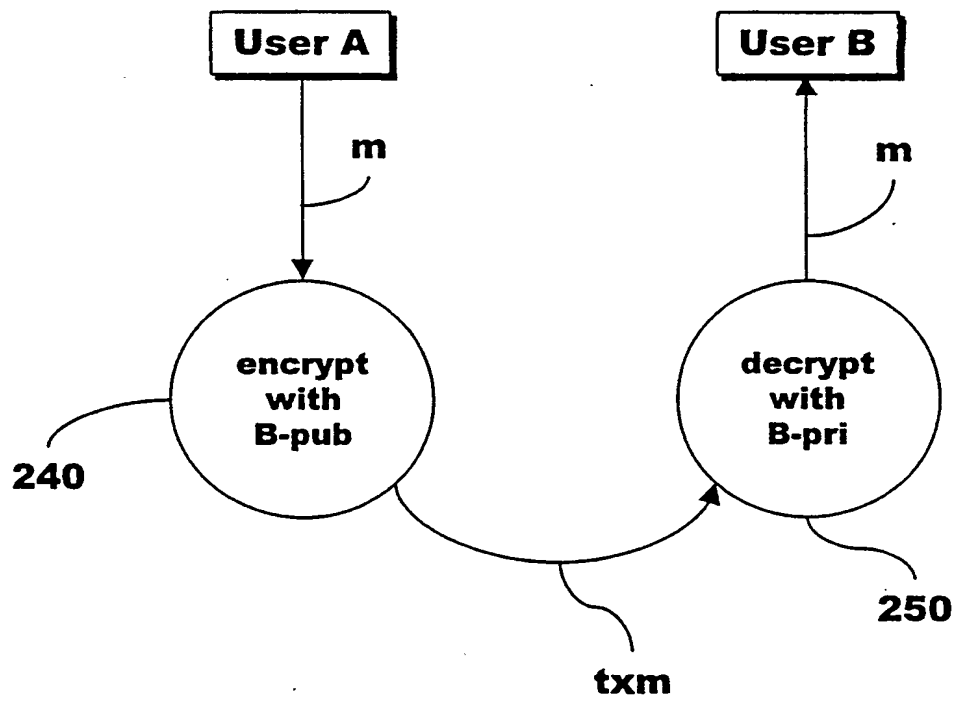 User A
User B
m
m
encrypt
with
B-pub
decrypt
with
B-pri
240
250
txm